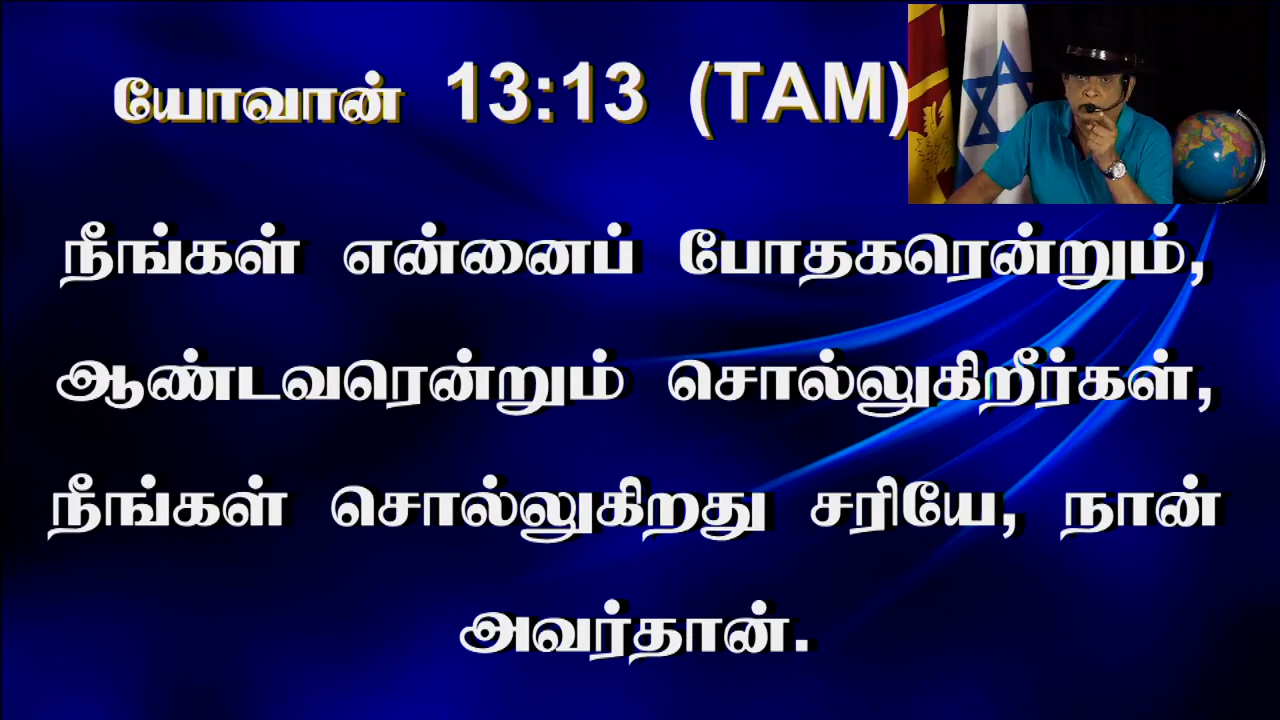 யோவான் 13:13 (TAM)
நீங்கள் என்னைப் போதகரென்றும்,
ஆண்டவரென்றும் சொல்லுகிறீர்கள்,
நீங்கள் சொல்லுகிறது சரியே, நான்
அவர்தான்.